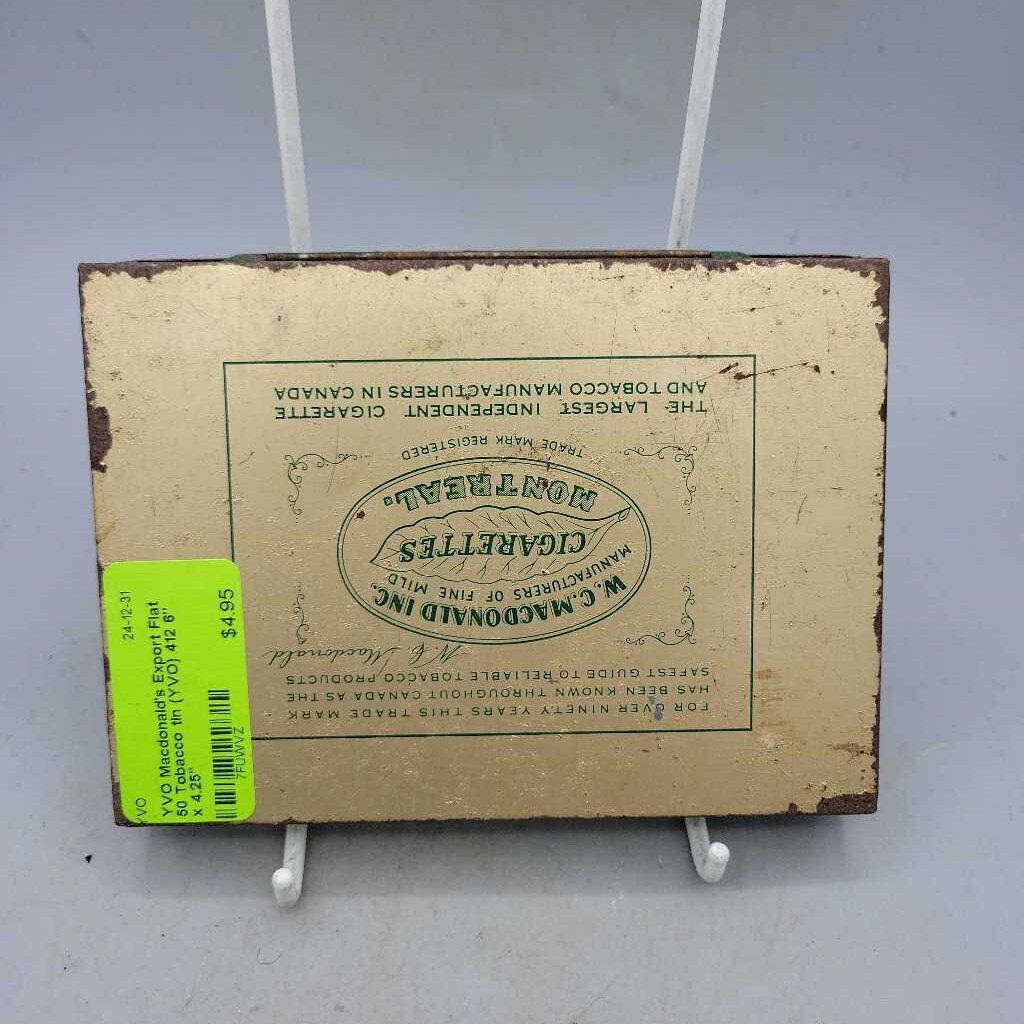 FOR OVER NINETY YEARS THIS TRADE MARK
HAS BEEN KNOWN THROUGHOUT CANADA AS THE
SAFEST GUIDE TO RELIABLE TOBACCO PRODUCTS
W. C. Macdonald
W.C. MACDONALD INC.
MANUFACTURERS OF FINE MILD
CIGARETTES
MONTREAL.
TRADE MARK REGISTERED
THE LARGEST INDEPENDENT CIGARETTE
AND TOBACCO MANUFACTURERS IN CANADA
YVO
24-12-31
YVO Macdonald's Export Flat
50 Tobacco tin (YVO) 412 6"
x 4.25"
7FUWVZ
$4.95